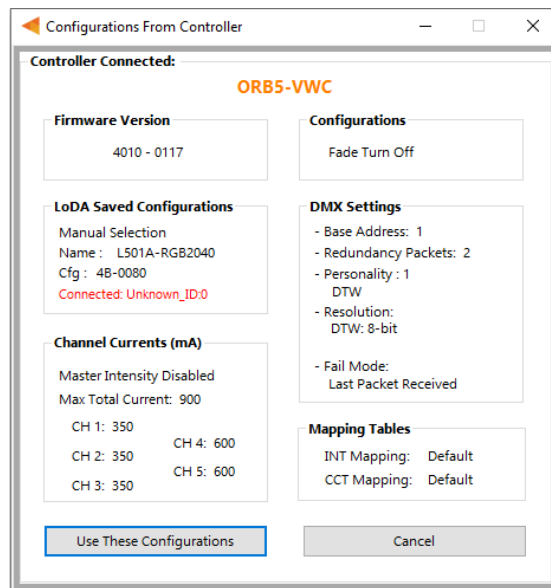 Configurations From Controller
Controller Connected:
ORB5-VWC
Firmware Version
4010 - 0117
Configurations
Fade Turn Off
LoDA Saved Configurations
Manual Selection
Name : L501A-RGB2040
Cfg : 4B-0080
Connected: Unknown_ID:0
DMX Settings
- Base Address: 1
- Redundancy Packets: 2
- Personality : 1
DTW
- Resolution:
DTW: 8-bit
- Fail Mode:
Last Packet Received
Channel Currents (mA)
Master Intensity Disabled
Max Total Current: 900
CH 1: 350
CH 2: 350
CH 3: 350
CH 4: 600
CH 5: 600
Mapping Tables
INT Mapping: Default
CCT Mapping: Default
Use These Configurations
Cancel